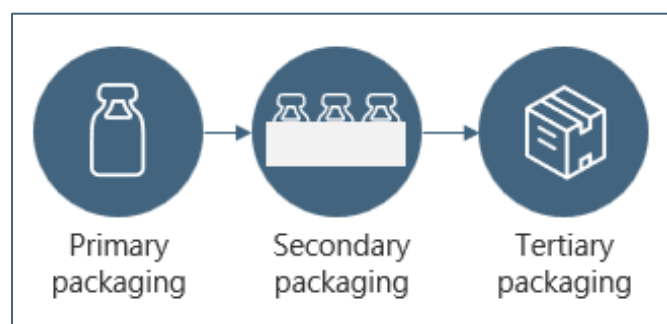 Primary
packaging
Secondary
packaging
Tertiary
packaging